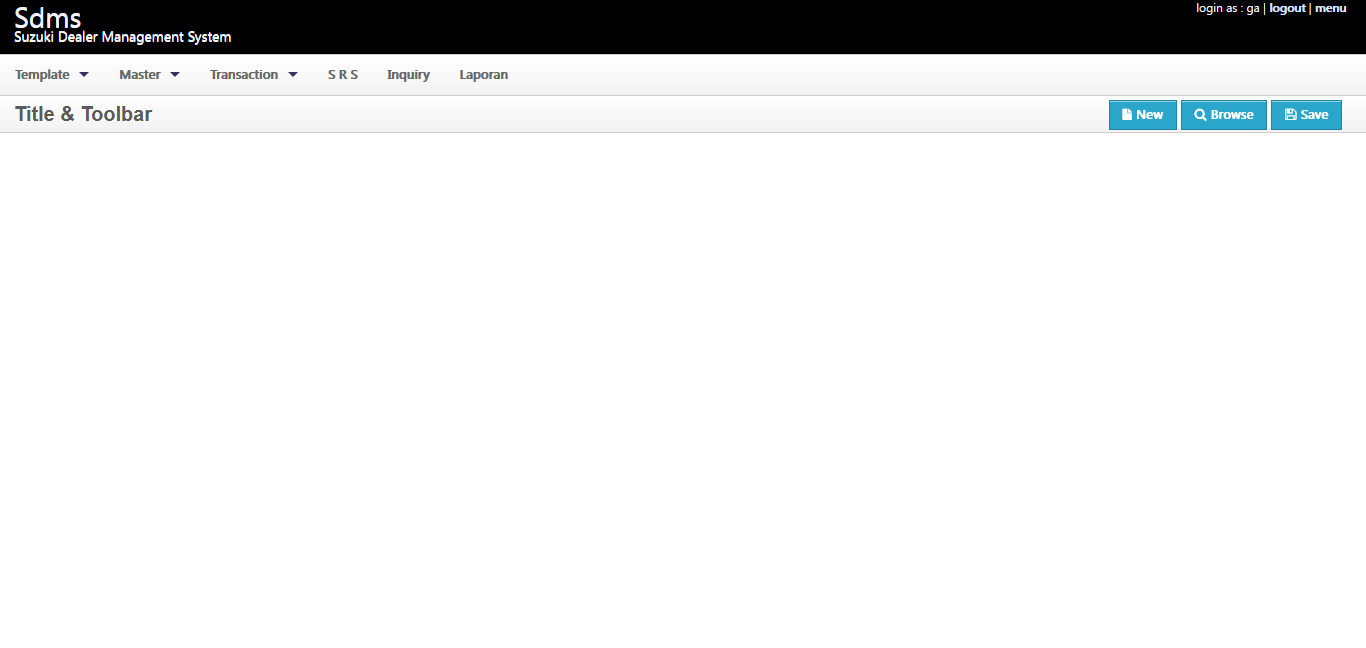 Sdms
Suzuki Dealer Management System
login as : ga | logout | menu
Template Master Transaction S R S Inquiry Laporan
Title & Toolbar
New Browse Save